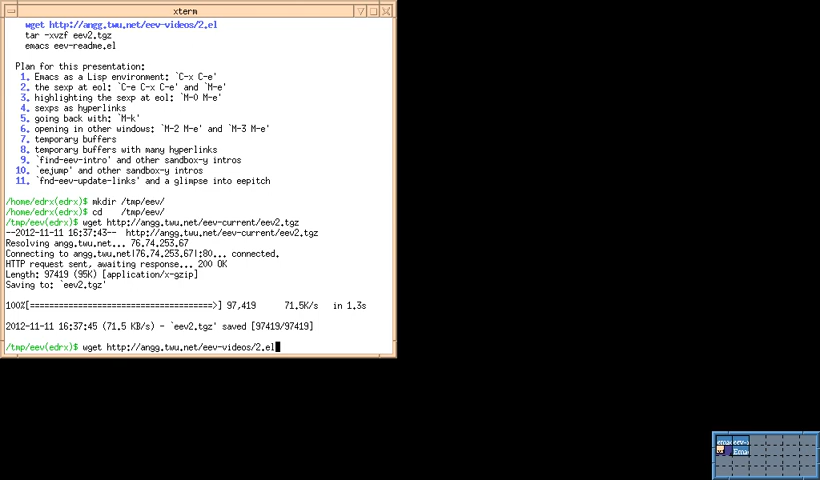 xterm
wget http://angg.twu.net/eev-videos/2.el
tar -xvzf eev2.tgz
emacs eev-readme.el
Plan for this presentation:
1. Emacs as a Lisp environment: `C-x C-e'
2. the sexp at eol: `C-e C-x C-e' and `M-e'
3. highlighting the sexp at eol: `M-0 M-e'
4. sexps as hyperlinks
5. going back with: `M-k'
6. opening in other windows: `M-2 M-e' and `M-3 M-e'
7. temporary buffers
8. temporary buffers with many hyperlinks
9. `find-eev-intro' and other sandbox-y intros
10. `eejump' and other sandbox-y intros
11. `fnd-eev-update-links' and a glimpse into eepitch
/home/edrx(edrx)$ mkdir /tmp/eev/
/home/edrx(edrx)$ cd /tmp/eev/
/tmp/eev(edrx)$ wget http://angg.twu.net/eev-current/eev2.tgz
--2012-11-11 16:37:43-- http://angg.twu.net/eev-current/eev2.tgz
Resolving angg.twu.net... 76.74.253.67
Connecting to angg.twu.net|76.74.253.67|:80... connected.
HTTP request sent, awaiting response... 200 OK
Length: 97419 (95K) [application/x-gzip]
Saving to: `eev2.tgz'
100%[======================================>] 97,419 71.5K/s in 1.3s
2012-11-11 16:37:45 (71.5 KB/s) - `eev2.tgz' saved [97419/97419]
/tmp/eev(edrx)$ wget http://angg.twu.net/eev-videos/2.el